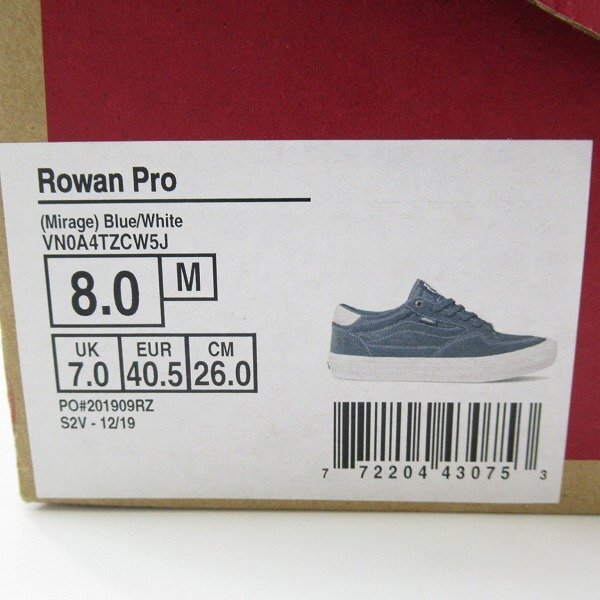 Rowan Pro
(Mirage) Blue/White
VN0A4TZCW5J
8.0 M
UK EUR CM
7.0 40.5 26.0
PO#201909RZ
S2V - 12/19
7 72204 43075 3